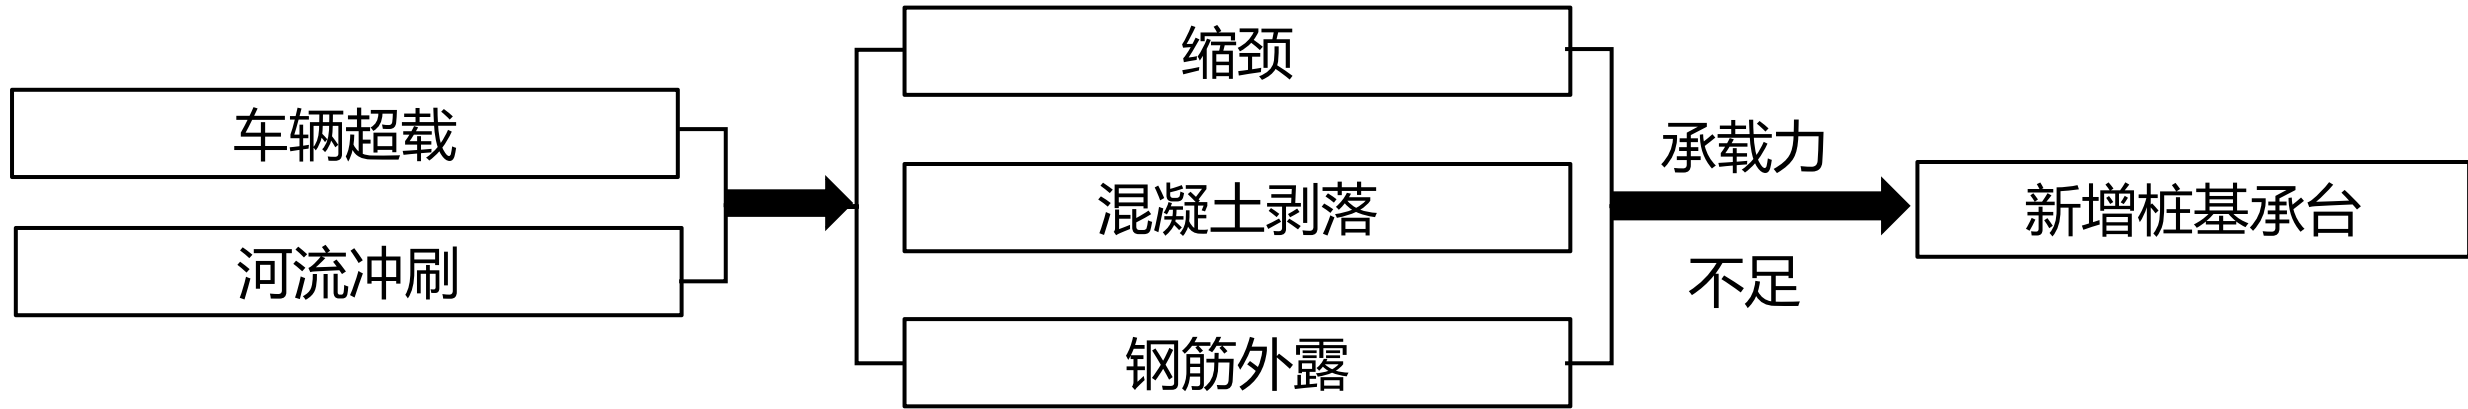 车辆超载
河流冲刷
缩颈
混凝土剥落
钢筋外露
承载力
不足
新增桩基承台